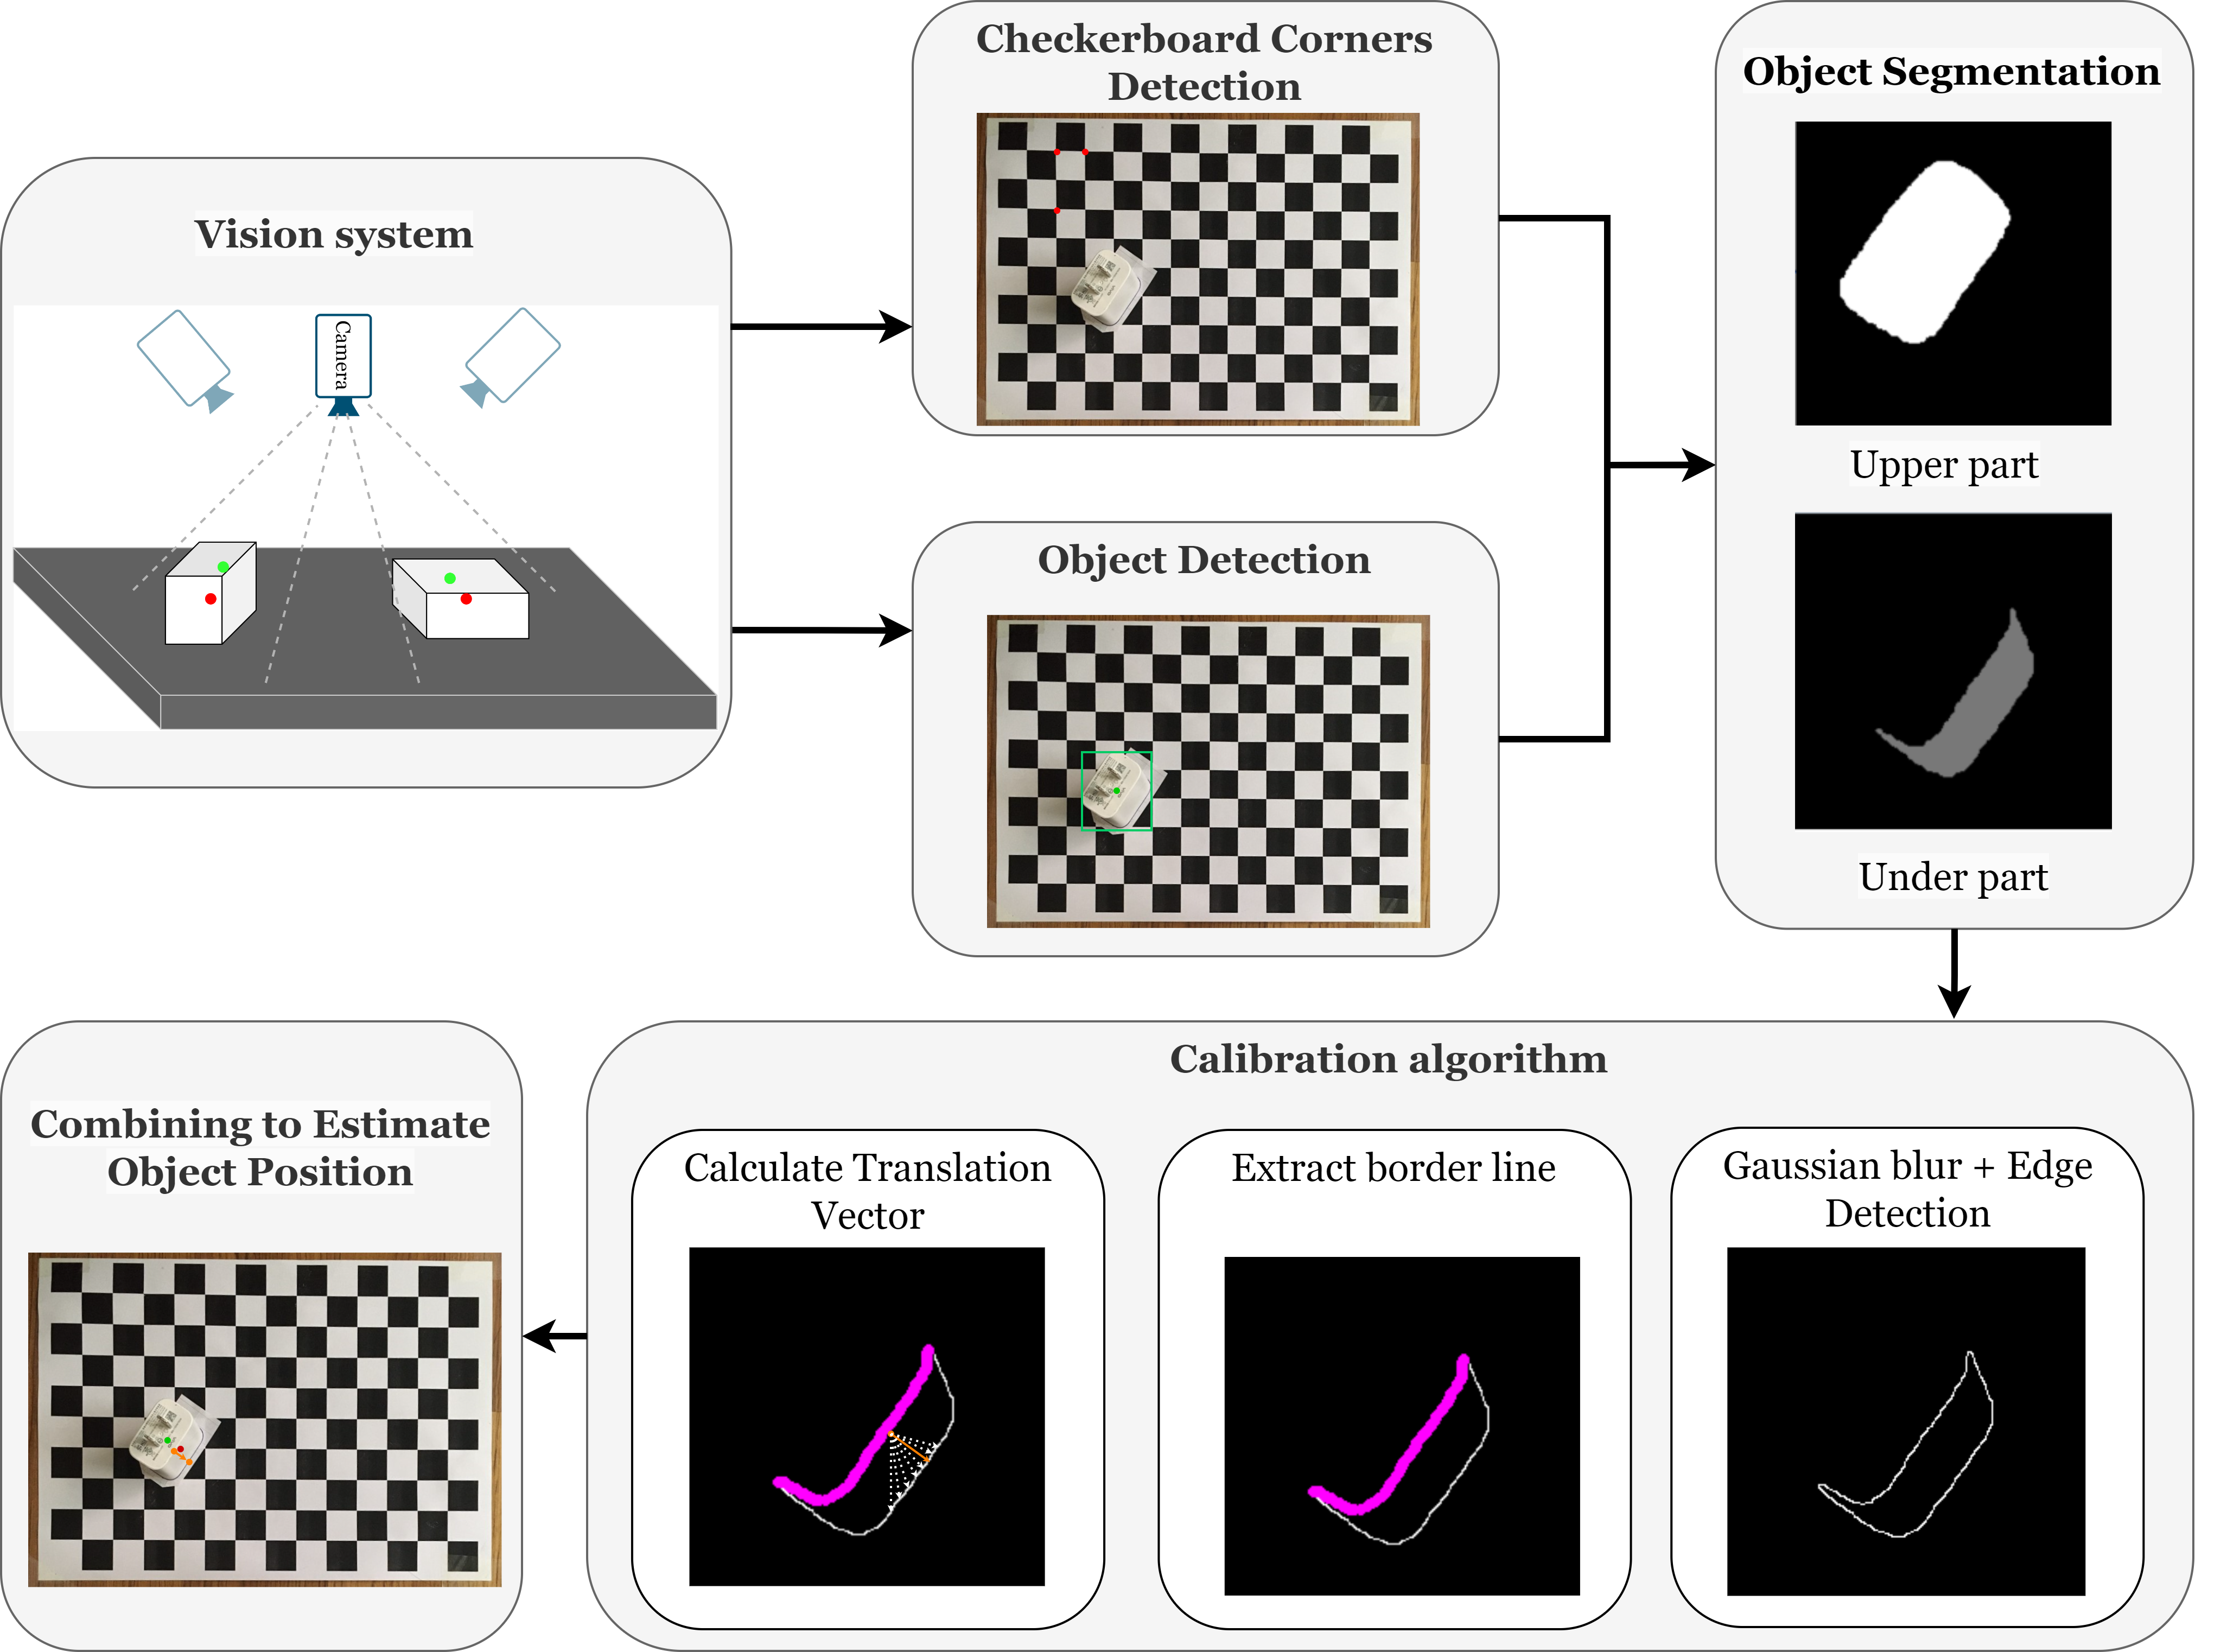 Checkerboard Corners
Detection
Object Segmentation
Vision system
Camera
Upper part
Object Detection
Under part
Calibration algorithm
Combining to Estimate
Object Position
Calculate Translation
Vector
Extract border line
Gaussian blur + Edge
Detection